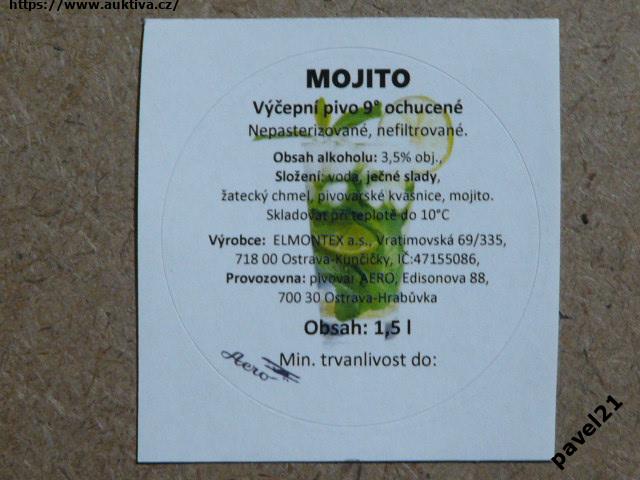 https://www.auktiva.cz/
MOJITO
Výčepní pivo 9° ochucené
Nepasterizované, nefiltrované.
Obsah alkoholu: 3,5% obj.,
Složení: voda, ječné slady,
žatecký chmel, pivovarské kvasnice, mojito.
Skladovat při teplotě do 10°C
Výrobce: ELMONTEX a.s., Vratimovská 69/335,
718 00 Ostrava-Kunčičky, IČ:47155086,
Provozovna: pivovar AERO, Edisonova 88,
700 30 Ostrava-Hrabůvka
Obsah: 1,5 l
Min. trvanlivost do:
Aero
pavel21